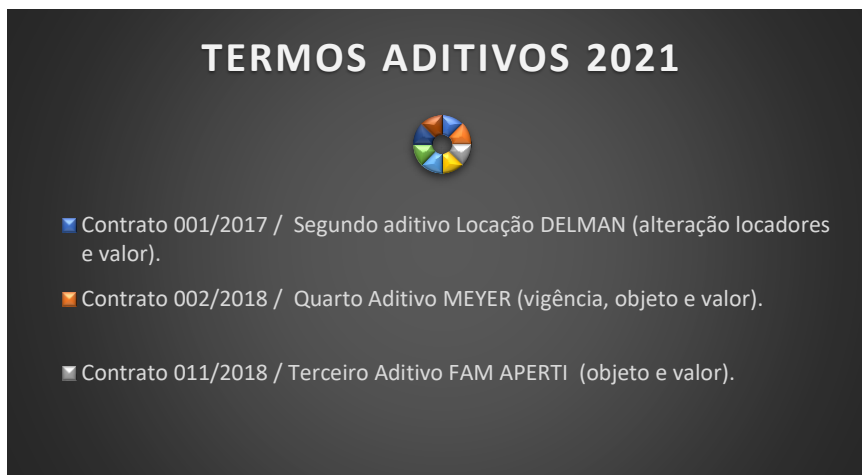 TERMOS ADITIVOS 2021
Contrato 001/2017 / Segundo aditivo Locação DELMAN (alteração locadores
e valor).
Contrato 002/2018 / Quarto Aditivo MEYER (vigência, objeto e valor).
Contrato 011/2018 / Terceiro Aditivo FAM APERTI (objeto e valor).